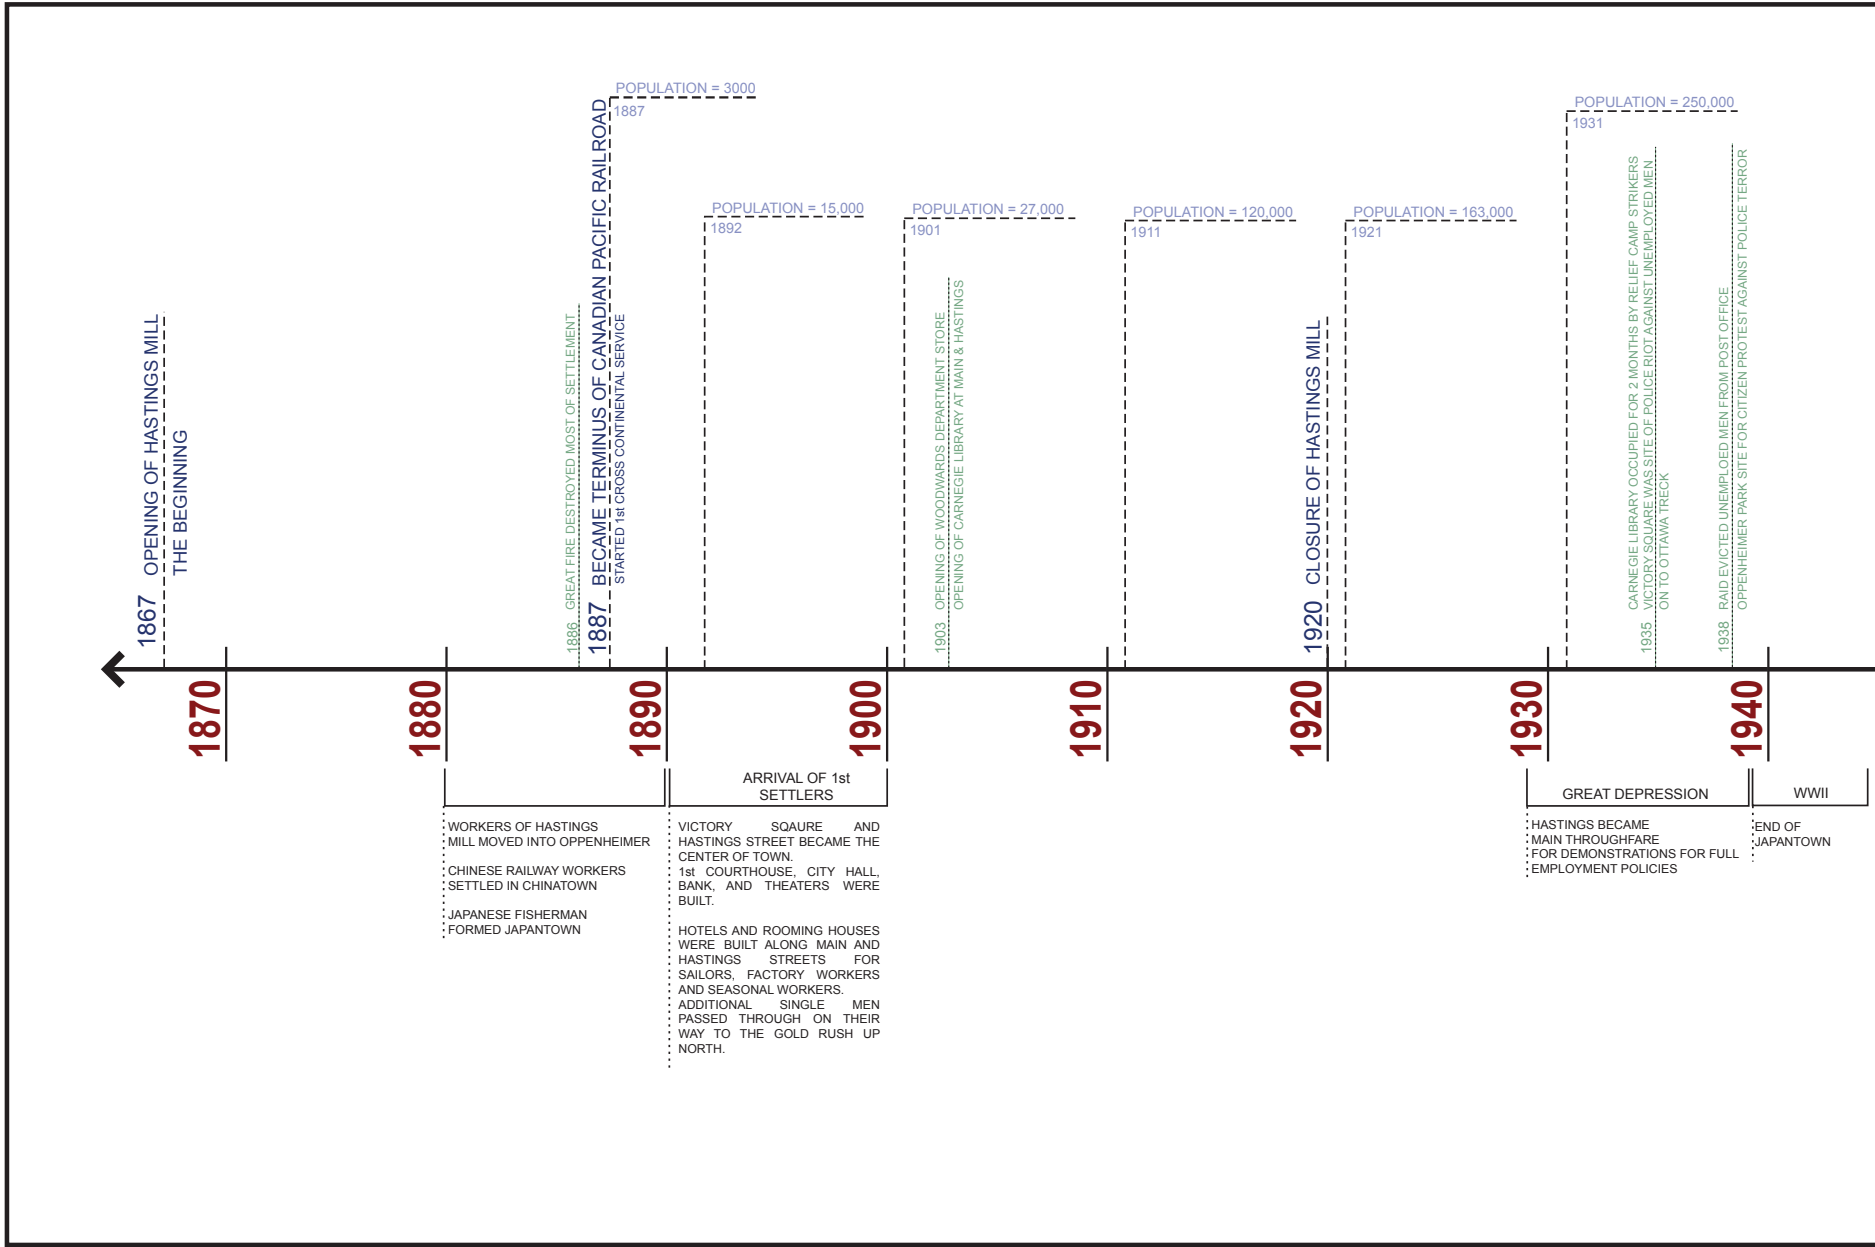 POPULATION = 3000
1887
POPULATION = 250,000
1931
POPULATION = 15,000
1892
POPULATION = 27,000
1901
POPULATION = 120,000
1911
POPULATION = 163,000
1921
1867 OPENING OF HASTINGS MILL
THE BEGINNING
1886 GREAT FIRE DESTROYED MOST OF SETTLEMENT
1887 BECAME TERMINUS OF CANADIAN PACIFIC RAILROAD
STARTED 1st CROSS CONTINENTAL SERVICE
1903 OPENING OF WOODWARDS DEPARTMENT STORE
OPENING OF CARNEGIE LIBRARY AT MAIN & HASTINGS
1920 CLOSURE OF HASTINGS MILL
CARNEGIE LIBRARY OCCUPIED FOR 2 MONTHS BY RELIEF CAMP STRIKERS
1935 VICTORY SQUARE WAS SITE OF POLICE RIOT AGAINST UNEMPLOYED MEN
ON TO OTTAWA TRECK
1938 RAID EVICTED UNEMPLOED MEN FROM POST OFFICE
OPPENHEIMER PARK SITE FOR CITIZEN PROTEST AGAINST POLICE TERROR
1870
1880
1890
1900
1910
1920
1930
1940
WORKERS OF HASTINGS
MILL MOVED INTO OPPENHEIMER
CHINESE RAILWAY WORKERS
SETTLED IN CHINATOWN
JAPANESE FISHERMAN
FORMED JAPANTOWN
ARRIVAL OF 1st
SETTLERS
VICTORY SQAURE AND
HASTINGS STREET BECAME THE
CENTER OF TOWN.
1st COURTHOUSE, CITY HALL,
BANK, AND THEATERS WERE
BUILT.
HOTELS AND ROOMING HOUSES
WERE BUILT ALONG MAIN AND
HASTINGS STREETS FOR
SAILORS, FACTORY WORKERS
AND SEASONAL WORKERS.
ADDITIONAL SINGLE MEN
PASSED THROUGH ON THEIR
WAY TO THE GOLD RUSH UP
NORTH.
GREAT DEPRESSION
HASTINGS BECAME
MAIN THROUGHFARE
FOR DEMONSTRATIONS FOR FULL
EMPLOYMENT POLICIES
WWII
END OF
JAPANTOWN